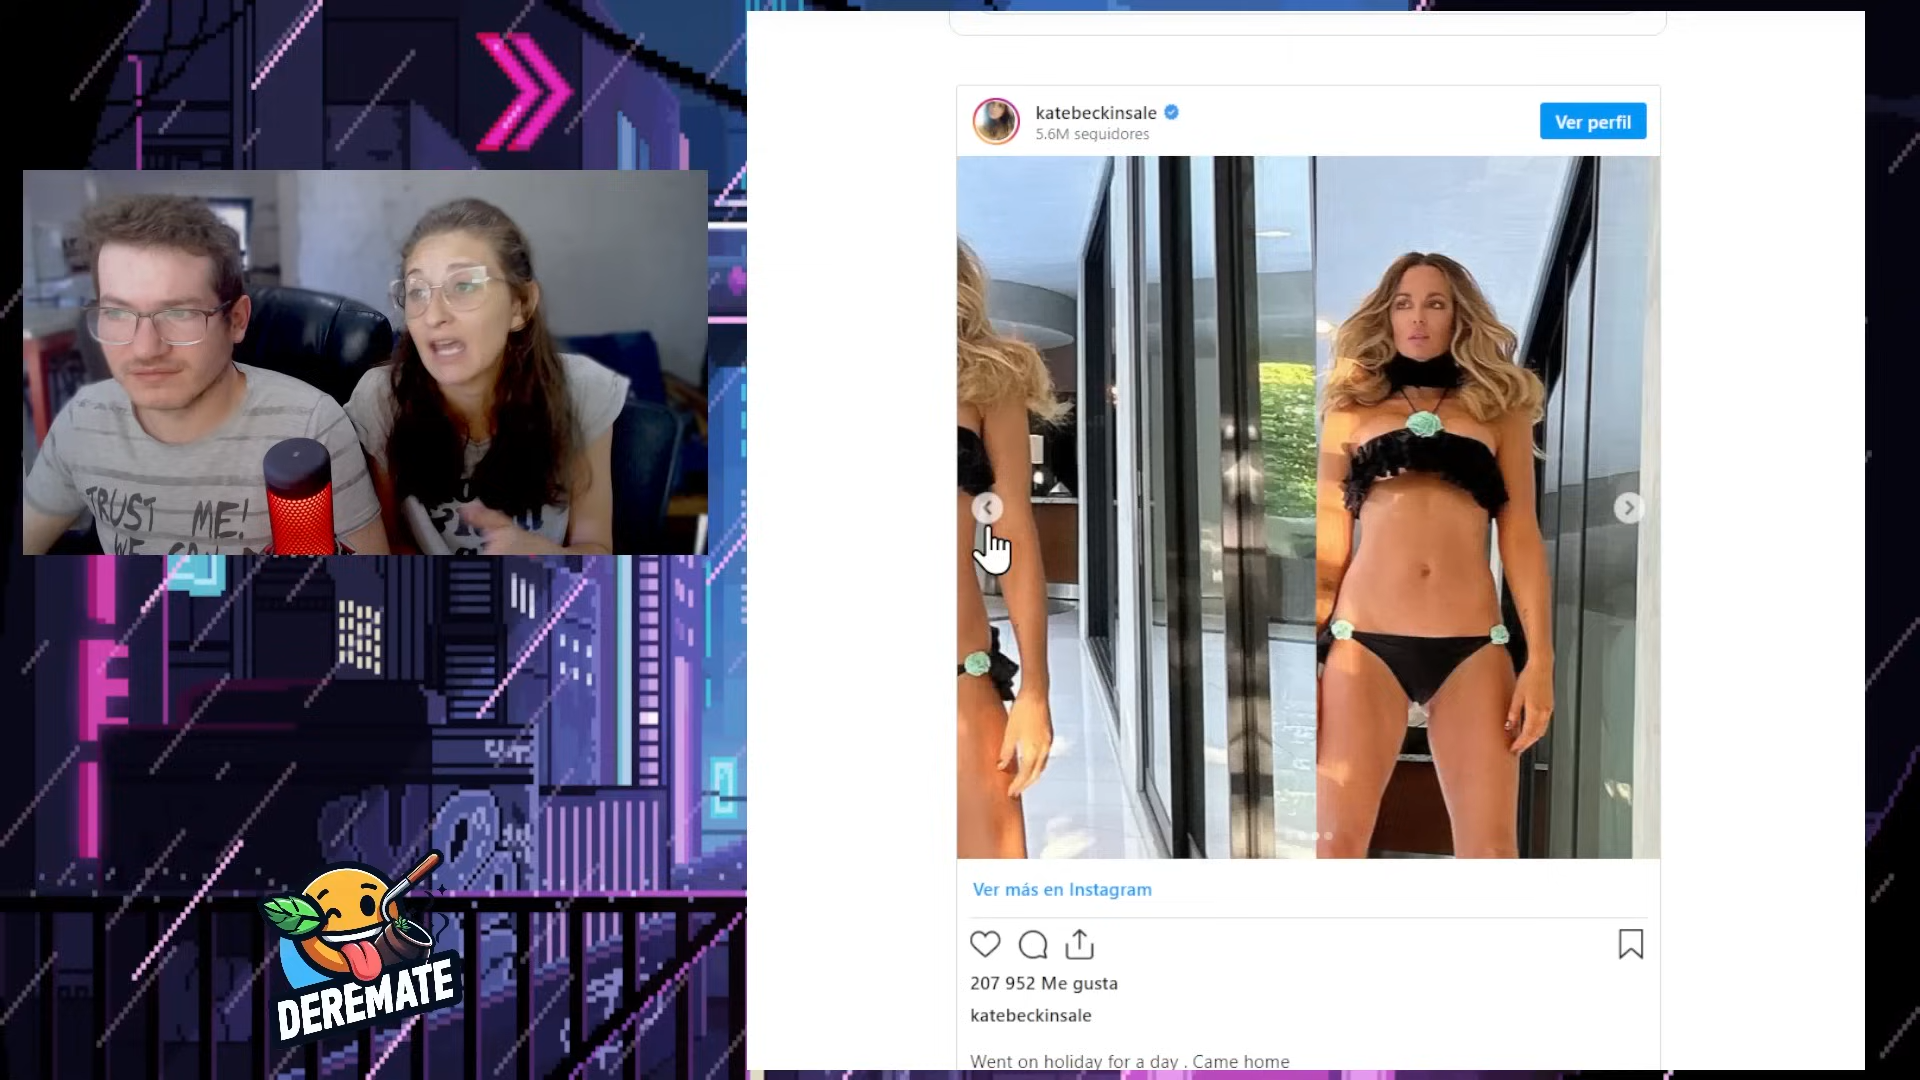 katebeckinsale
5.6M seguidores
Ver perfil
TRUST ME!
Ver más en Instagram
207 952 Me gusta
katebeckinsale
Went on holiday for a day . Came home
DEREMATE